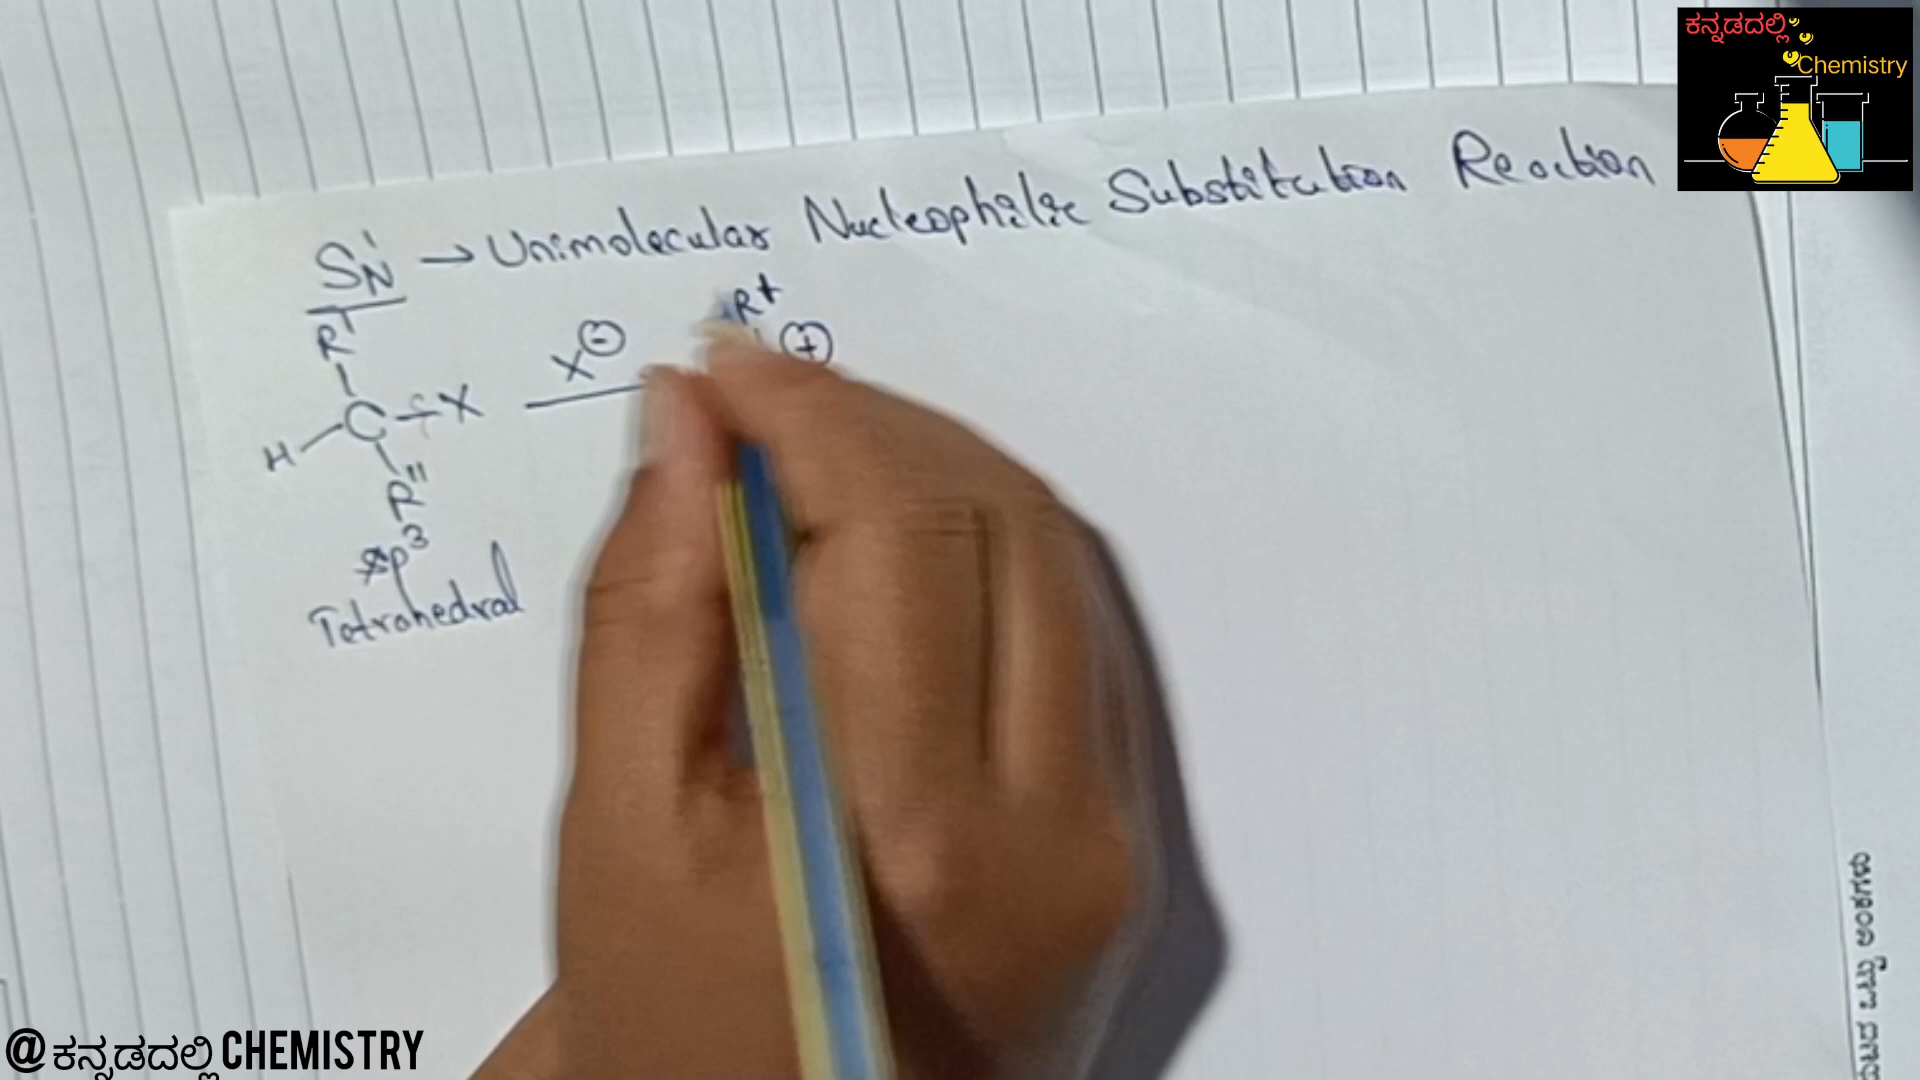 ಕನ್ನಡದಲ್ಲಿ
Chemistry
SN¹ → Unimolecular Nucleophilic Substitution Reaction
R'
X⊖
R+
⊕
C
X
H
R"
sp³
Tetrahedral
@ಕನ್ನಡದಲ್ಲಿ CHEMISTRY